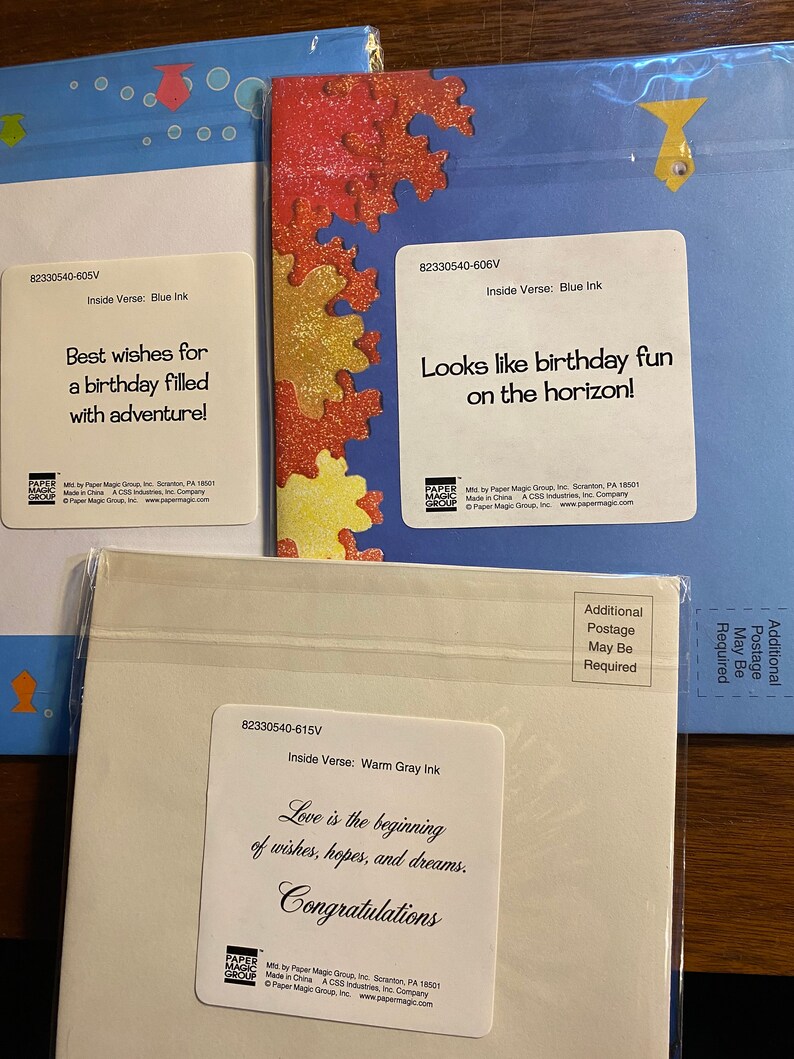 82330540-605V
Inside Verse: Blue Ink
Best wishes for
a birthday filled
with adventure!
PAPER
MAGIC
GROUP™
Mfd. by Paper Magic Group, Inc. Scranton, PA 18501
Made in China A CSS Industries, Inc. Company
© Paper Magic Group, Inc. www.papermagic.com
82330540-606V
Inside Verse: Blue Ink
Looks like birthday fun
on the horizon!
PAPER
MAGIC
GROUP™
Mfd. by Paper Magic Group, Inc. Scranton, PA 18501
Made in China A CSS Industries, Inc. Company
© Paper Magic Group, Inc. www.papermagic.com
Additional
Postage
May Be
Required
Additional
Postage
May Be
Required
82330540-615V
Inside Verse: Warm Gray Ink
Love is the beginning
of wishes, hopes, and dreams.
Congratulations
PAPER
MAGIC
GROUP™
Mfd. by Paper Magic Group, Inc. Scranton, PA 18501
Made in China A CSS Industries, Inc. Company
© Paper Magic Group, Inc. www.papermagic.com